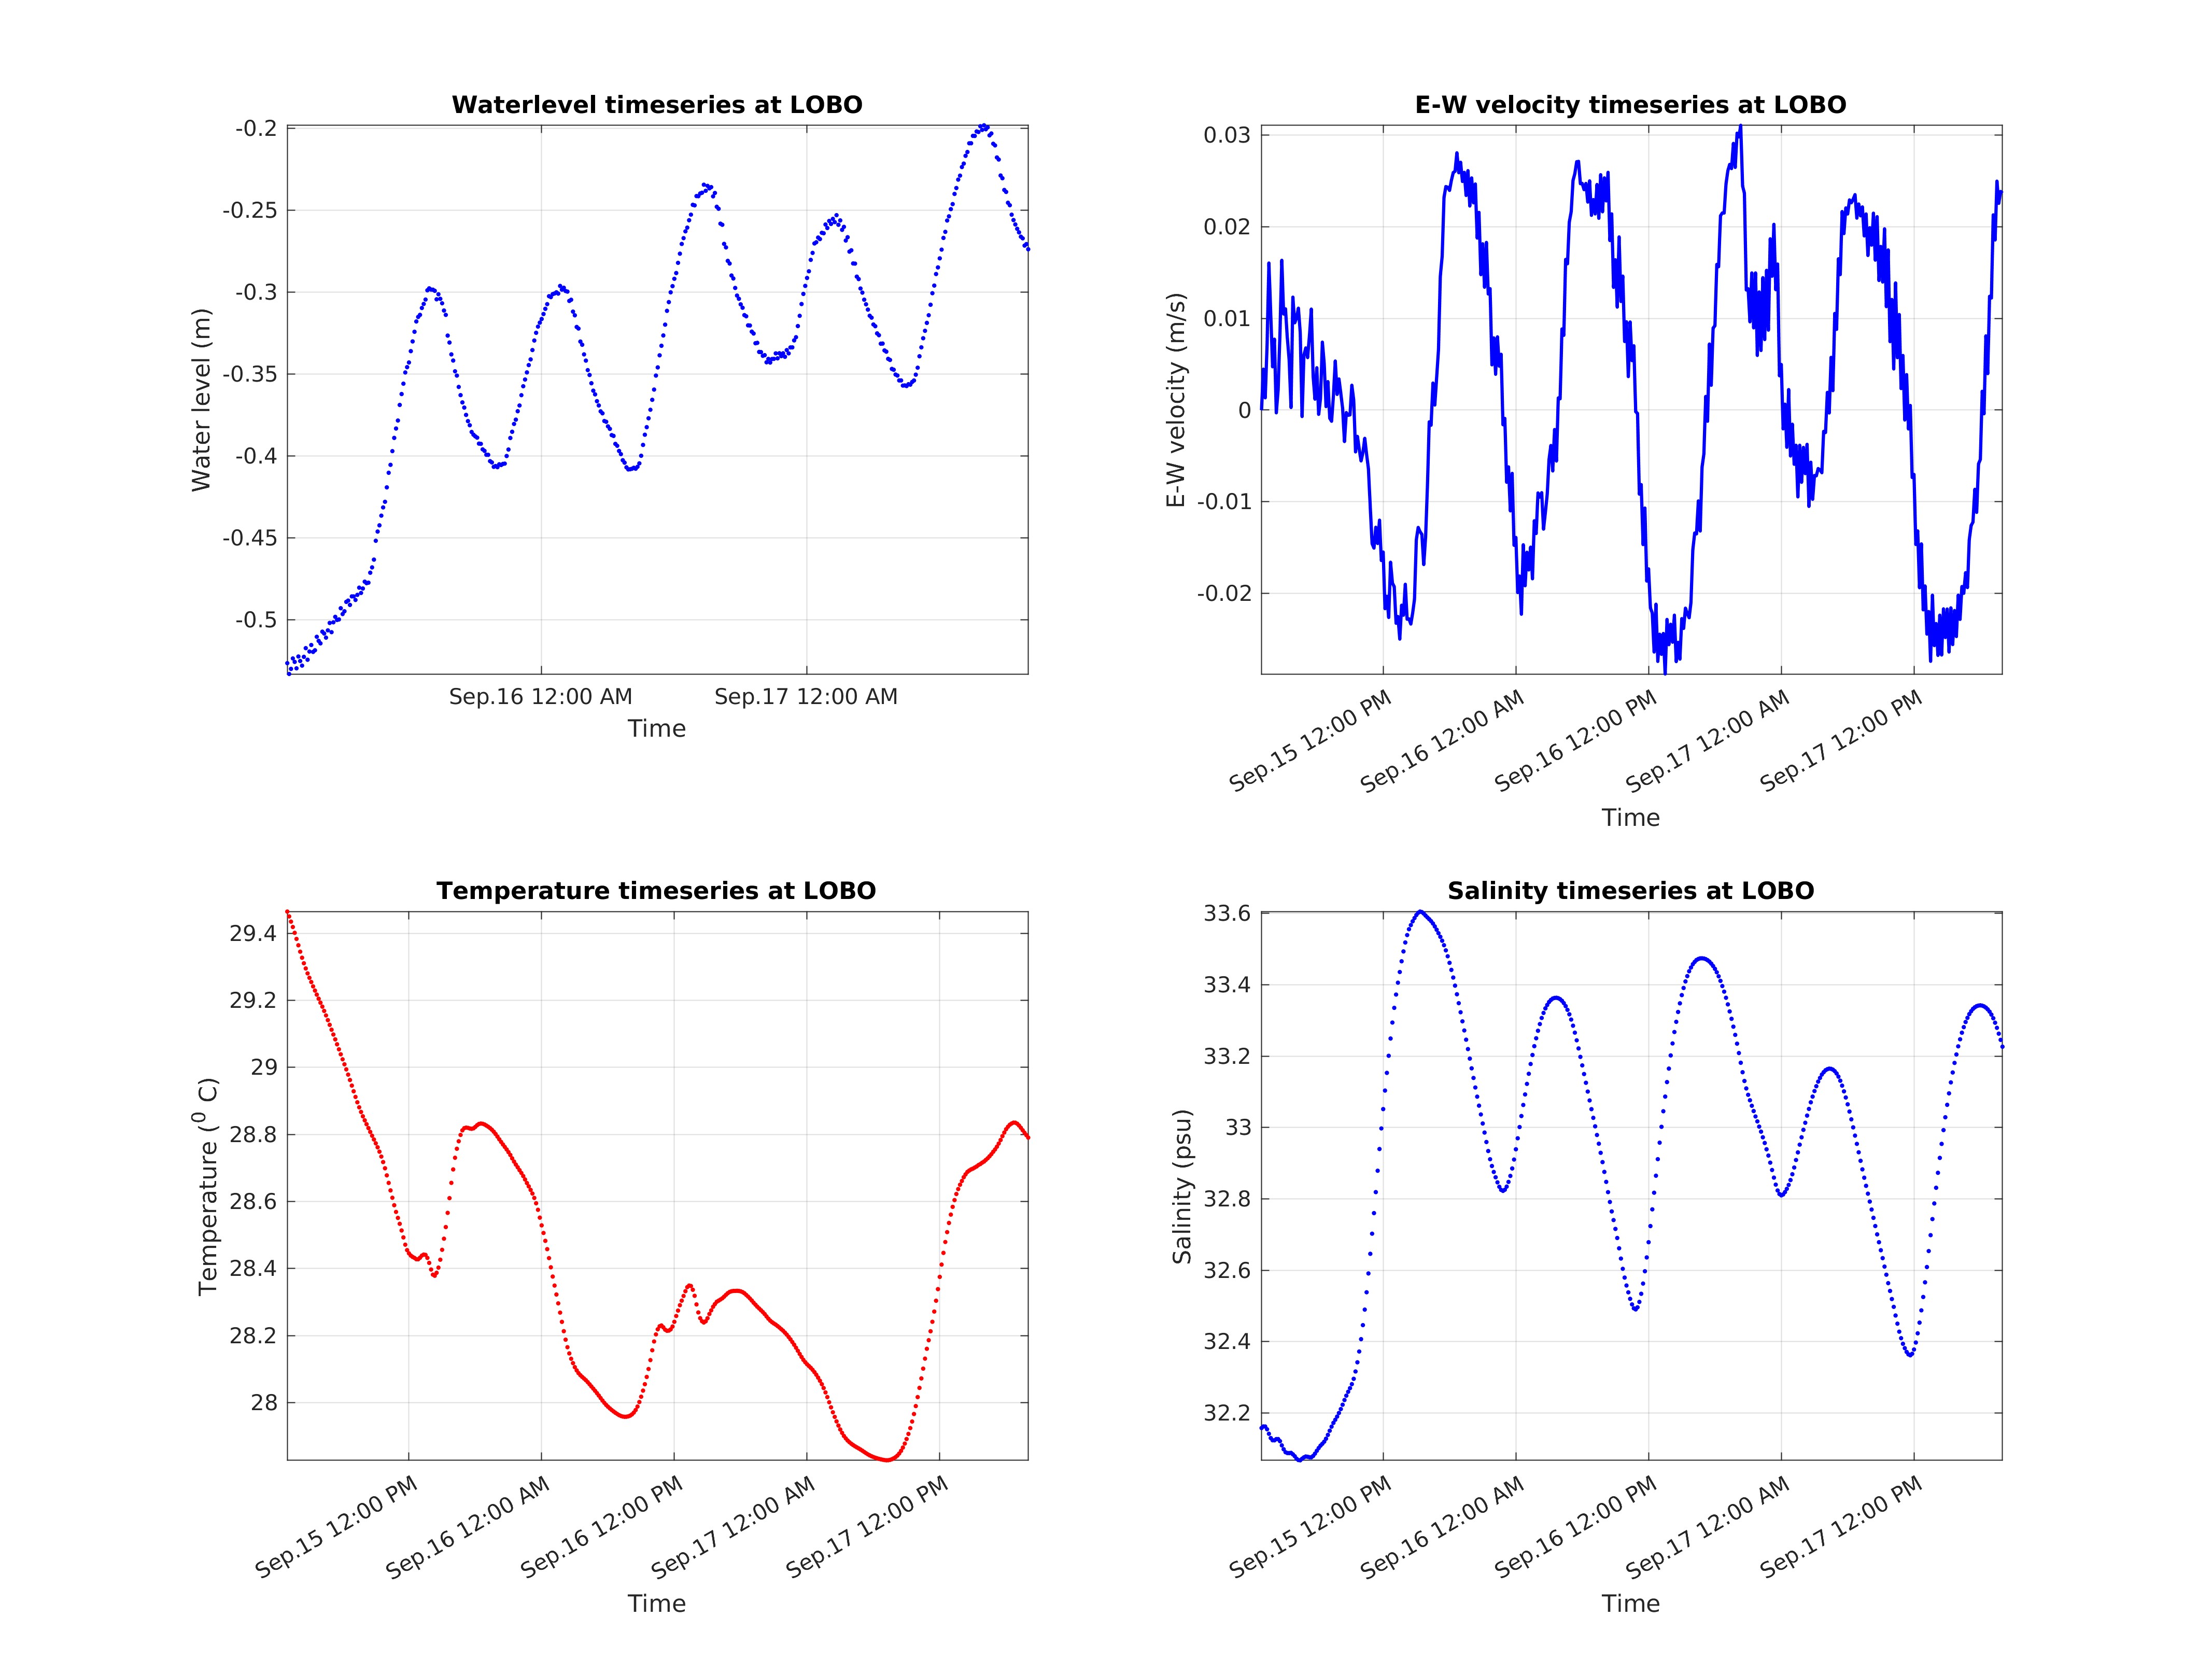 Waterlevel timeseries at LOBO
-0.2
-0.25
-0.3
-0.35
-0.4
-0.45
-0.5
Water level (m)
Sep.16 12:00 AM
Sep.17 12:00 AM
Time
E-W velocity timeseries at LOBO
0.03
0.02
0.01
0
-0.01
-0.02
E-W velocity (m/s)
Sep.15 12:00 PM
Sep.16 12:00 AM
Sep.16 12:00 PM
Sep.17 12:00 AM
Sep.17 12:00 PM
Time
Temperature timeseries at LOBO
29.4
29.2
29
28.8
28.6
28.4
28.2
28
Temperature (⁰ C)
Sep.15 12:00 PM
Sep.16 12:00 AM
Sep.16 12:00 PM
Sep.17 12:00 AM
Sep.17 12:00 PM
Time
Salinity timeseries at LOBO
33.6
33.4
33.2
33
32.8
32.6
32.4
32.2
Salinity (psu)
Sep.15 12:00 PM
Sep.16 12:00 AM
Sep.16 12:00 PM
Sep.17 12:00 AM
Sep.17 12:00 PM
Time